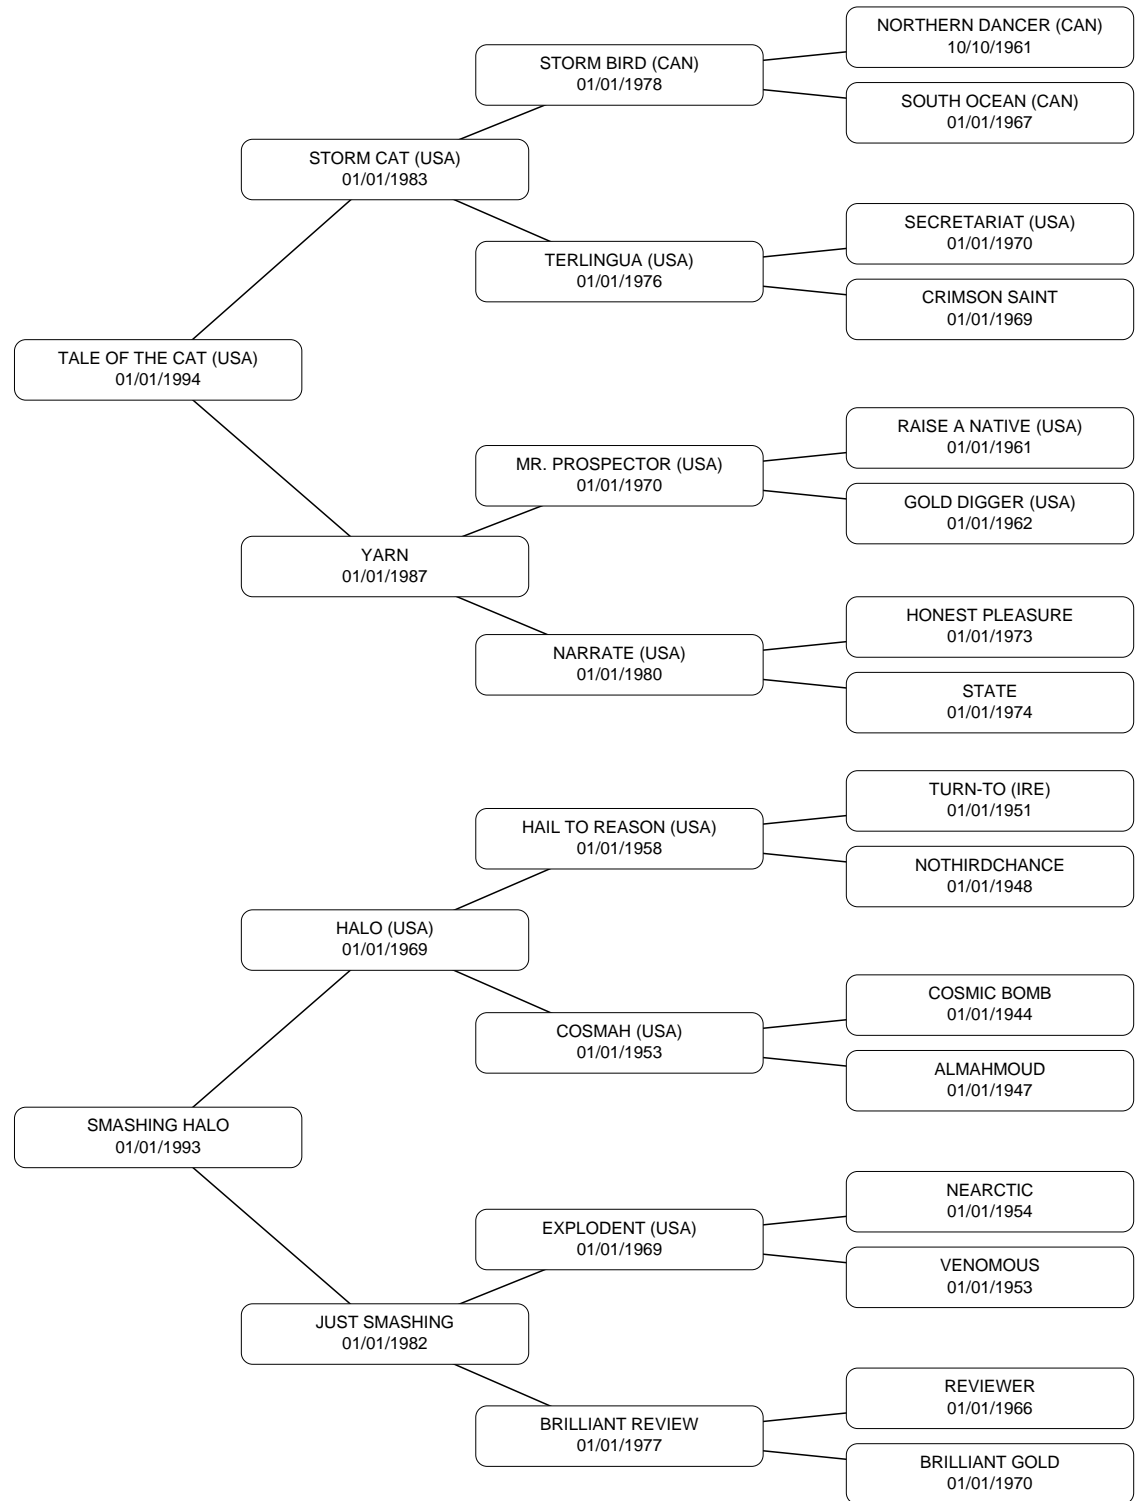 NORTHERN DANCER (CAN)
10/10/1961
STORM BIRD (CAN)
01/01/1978
SOUTH OCEAN (CAN)
01/01/1967
STORM CAT (USA)
01/01/1983
SECRETARIAT (USA)
01/01/1970
TERLINGUA (USA)
01/01/1976
CRIMSON SAINT
01/01/1969
TALE OF THE CAT (USA)
01/01/1994
RAISE A NATIVE (USA)
01/01/1961
MR. PROSPECTOR (USA)
01/01/1970
GOLD DIGGER (USA)
01/01/1962
YARN
01/01/1987
HONEST PLEASURE
01/01/1973
NARRATE (USA)
01/01/1980
STATE
01/01/1974
TURN-TO (IRE)
01/01/1951
HAIL TO REASON (USA)
01/01/1958
NOTHIRDCHANCE
01/01/1948
HALO (USA)
01/01/1969
COSMIC BOMB
01/01/1944
COSMAH (USA)
01/01/1953
ALMAHMOUD
01/01/1947
SMASHING HALO
01/01/1993
NEARCTIC
01/01/1954
EXPLODENT (USA)
01/01/1969
VENOMOUS
01/01/1953
JUST SMASHING
01/01/1982
REVIEWER
01/01/1966
BRILLIANT REVIEW
01/01/1977
BRILLIANT GOLD
01/01/1970